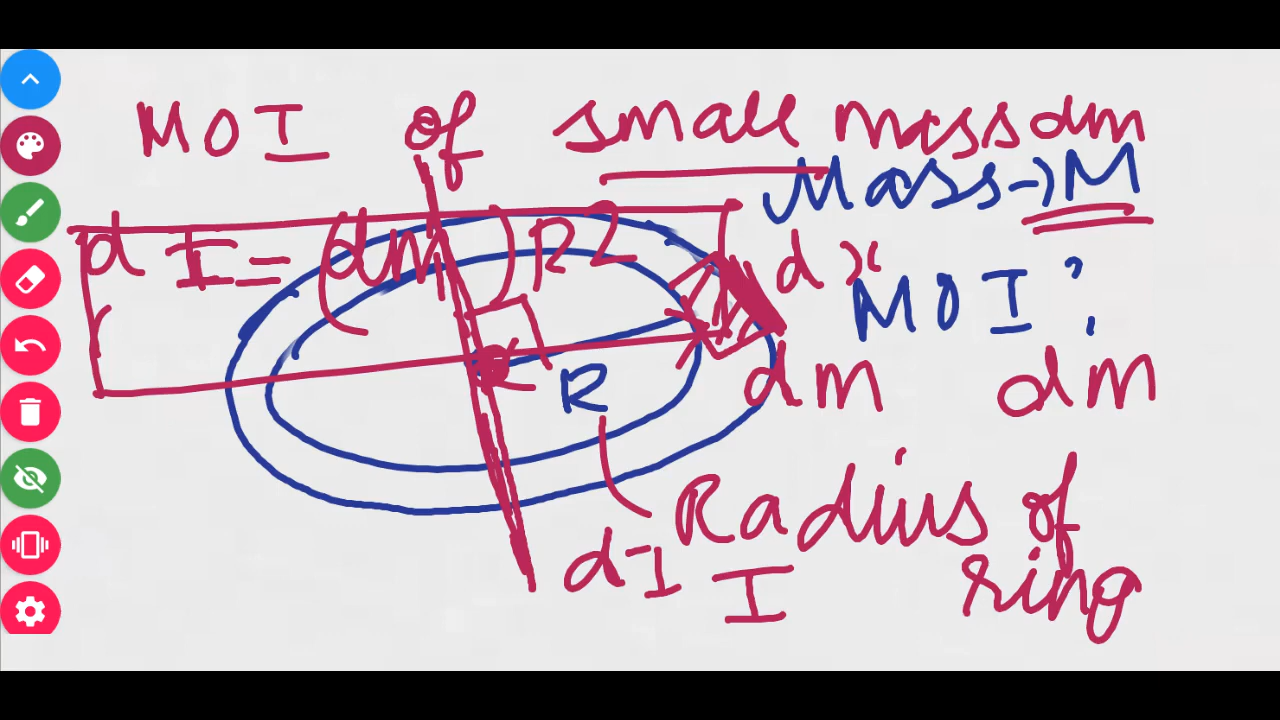 MOI of small mass dm
Mass → M
dI = (dm) R2
dx
MOI ?
R
dm dm
Radius of
ring
dI
I